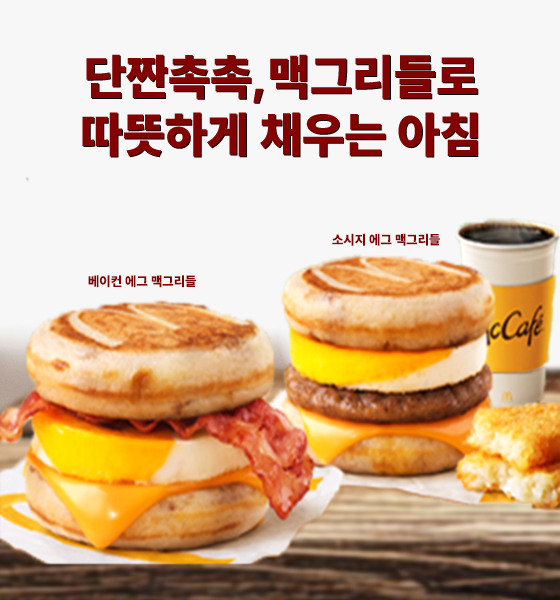 단짠촉촉, 맥그리들로
따뜻하게 채우는 아침
소시지 에그 맥그리들
베이컨 에그 맥그리들
cCafé